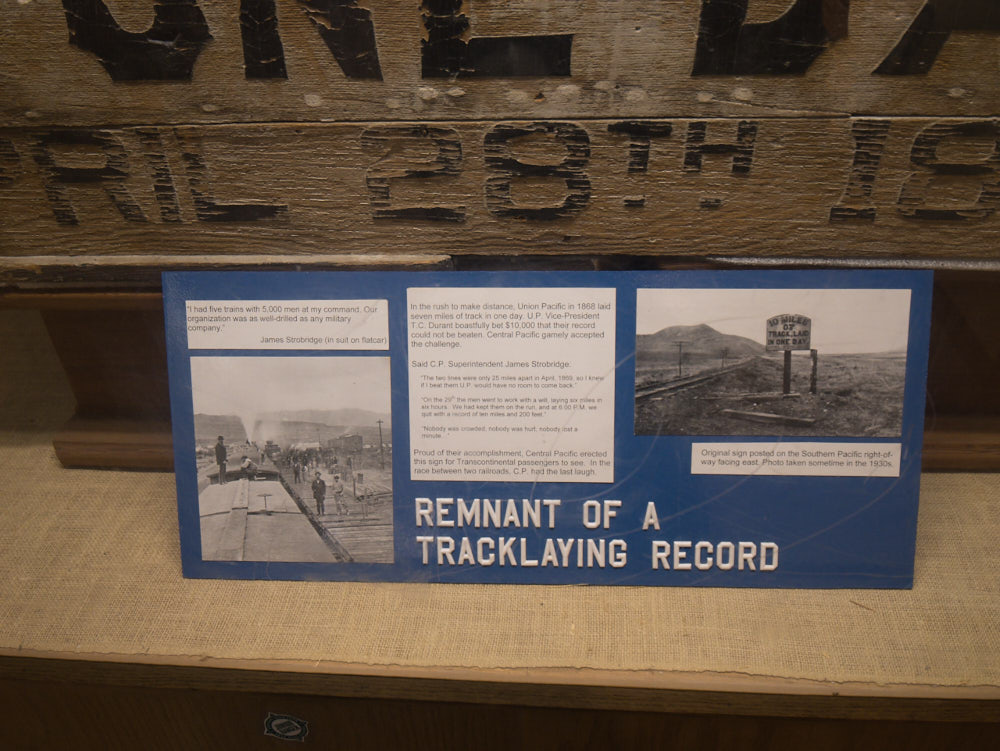 ONE DA
PRIL 28TH 18
"I had five trains with 5,000 men at my command. Our
organization was as well-drilled as any military
company."
James Strobridge (in suit on flatcar)
In the rush to make distance, Union Pacific in 1868 laid
seven miles of track in one day. U.P. Vice-President
T.C. Durant boastfully bet $10,000 that their record
could not be beaten. Central Pacific gamely accepted
the challenge.
Said C.P. Superintendent James Strobridge:
"The two lines were only 25 miles apart in April, 1869, so I knew
if I beat them U.P. would have no room to come back."
"On the 29th the men went to work with a will, laying six miles in
six hours. We had kept them on the run, and at 6:00 P.M. we
quit with a record of ten miles and 200 feet."
"Nobody was crowded, nobody was hurt, nobody lost a
minute..."
Proud of their accomplishment, Central Pacific erected
this sign for Transcontinental passengers to see. In the
race between two railroads, C.P. had the last laugh.
10 MILES
OF
TRACK, LAID
IN ONE DAY
Original sign posted on the Southern Pacific right-of-
way facing east. Photo taken sometime in the 1930s.
REMNANT OF A
TRACKLAYING RECORD